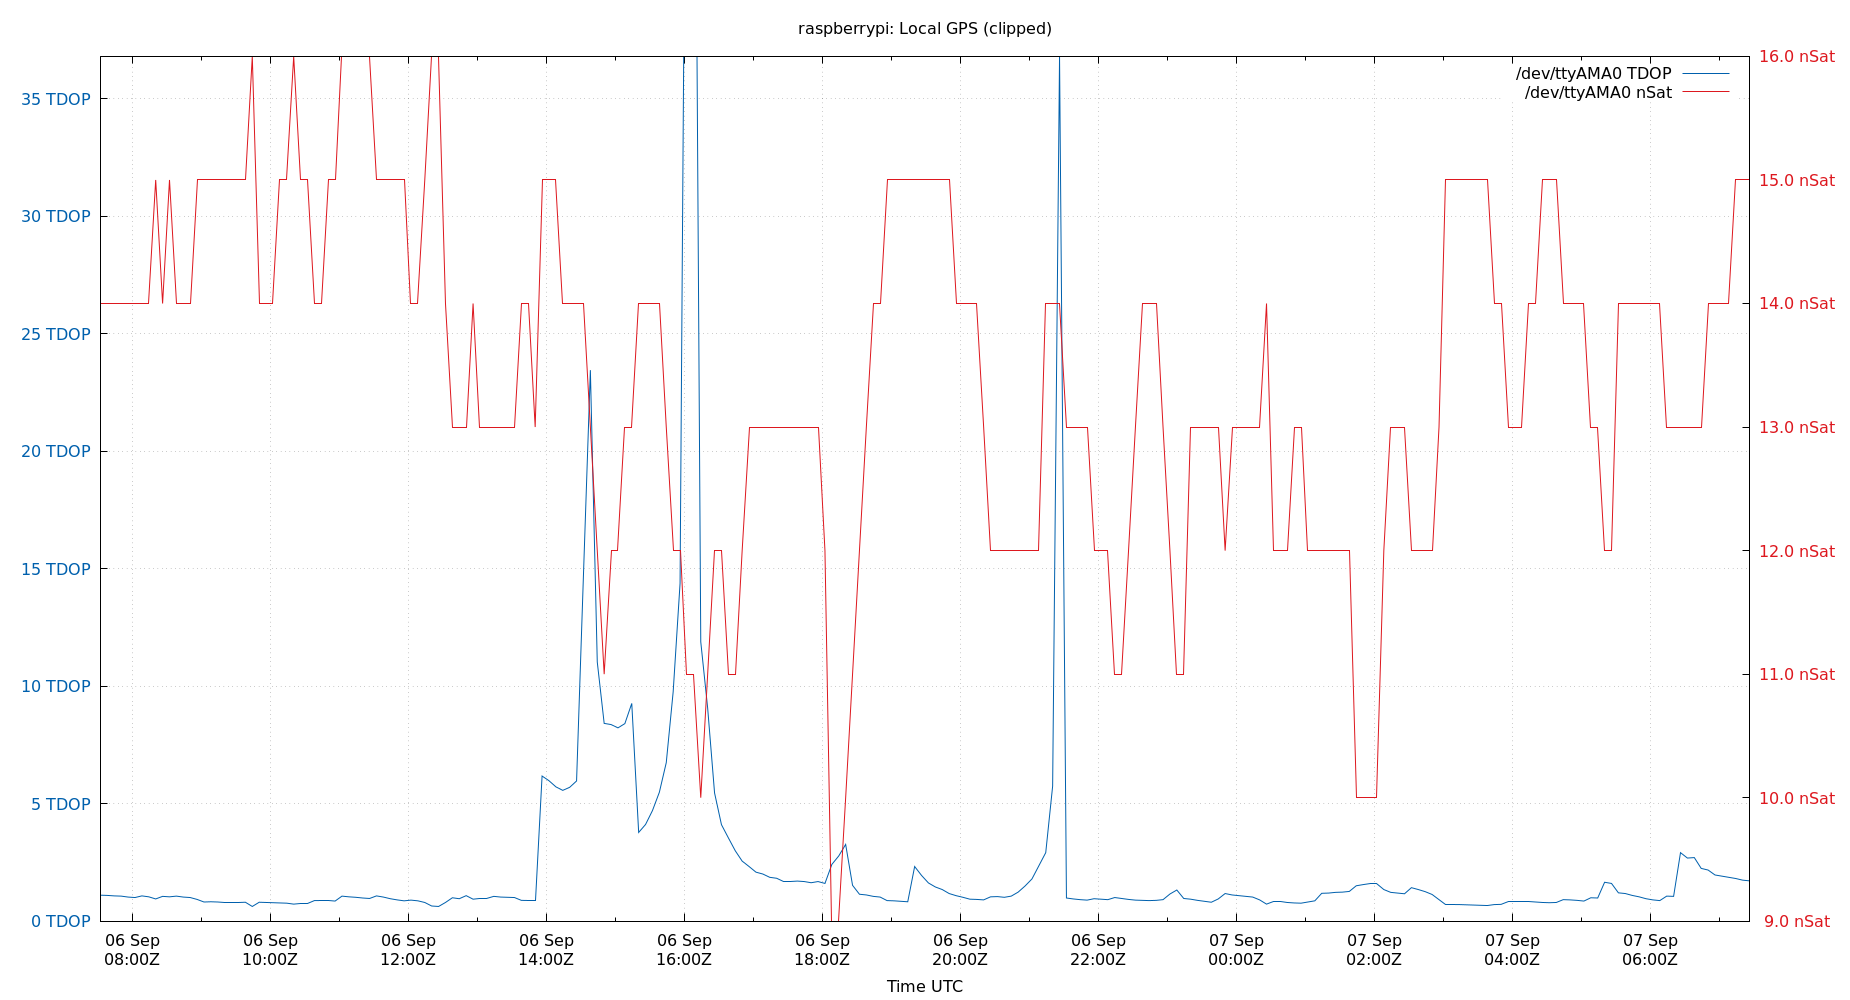 raspberrypi: Local GPS (clipped)
/dev/ttyAMA0 TDOP
/dev/ttyAMA0 nSat
35 TDOP
30 TDOP
25 TDOP
20 TDOP
15 TDOP
10 TDOP
5 TDOP
0 TDOP
16.0 nSat
15.0 nSat
14.0 nSat
13.0 nSat
12.0 nSat
11.0 nSat
10.0 nSat
9.0 nSat
06 Sep
08:00Z
06 Sep
10:00Z
06 Sep
12:00Z
06 Sep
14:00Z
06 Sep
16:00Z
06 Sep
18:00Z
06 Sep
20:00Z
06 Sep
22:00Z
07 Sep
00:00Z
07 Sep
02:00Z
07 Sep
04:00Z
07 Sep
06:00Z
Time UTC